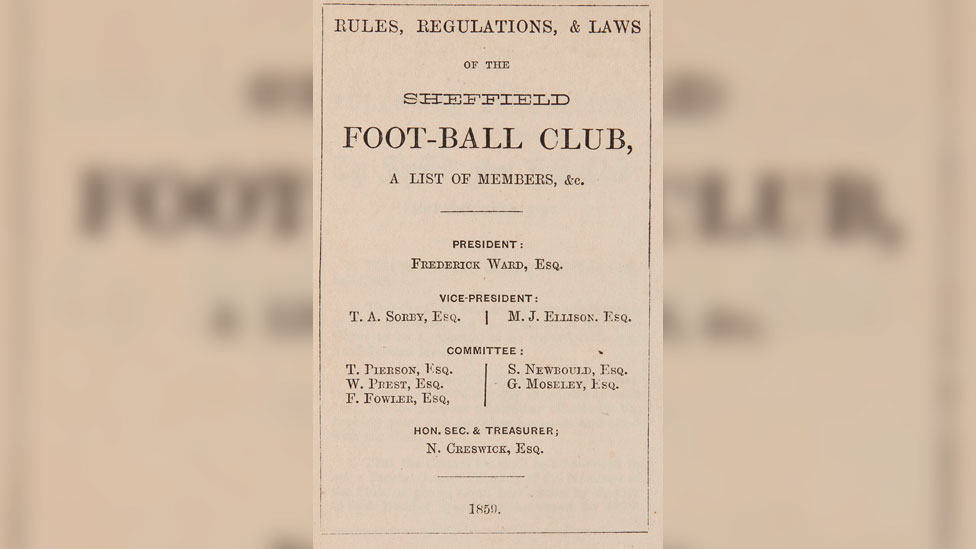 RULES, REGULATIONS, & LAWS
OF THE
SHEFFIELD
FOOT-BALL CLUB,
A LIST OF MEMBERS, &c.
PRESIDENT:
FREDERICK WARD, ESQ.
VICE-PRESIDENT:
T. A. SORBY, ESQ. | M. J. ELLISON. ESQ.
COMMITTEE:
T. PIERSON, ESQ. S. NEWBOULD, ESQ.
W. PREST, ESQ. G. MOSELEY, ESQ.
F. FOWLER, ESQ,
HON. SEC. & TREASURER;
N. CRESWICK, ESQ.
1859.